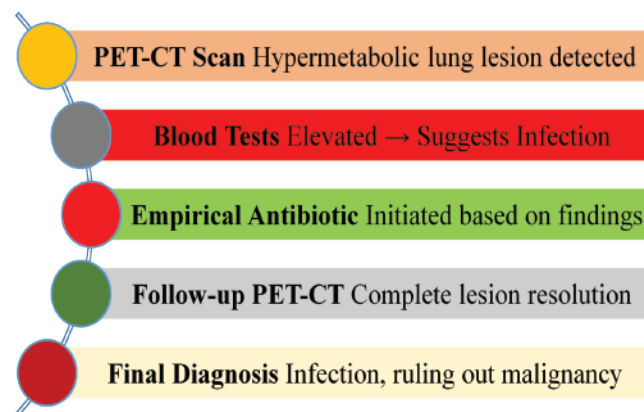 PET-CT Scan Hypermetabolic lung lesion detected
Blood Tests Elevated → Suggests Infection
Empirical Antibiotic Initiated based on findings
Follow-up PET-CT Complete lesion resolution
Final Diagnosis Infection, ruling out malignancy